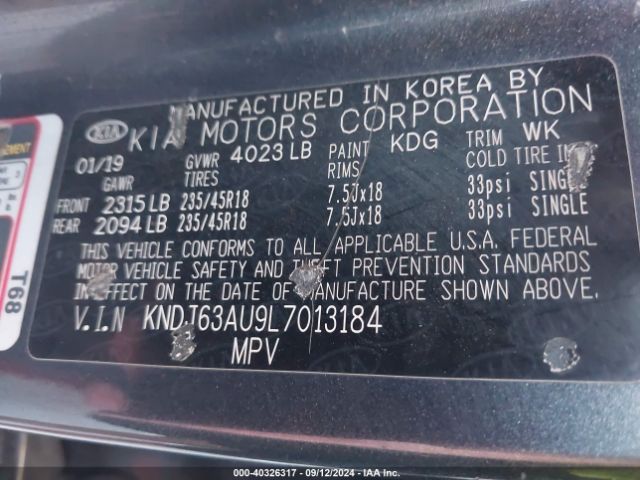 MANUFACTURED IN KOREA BY
KIA KIA MOTORS CORPORATION
01/19 GVWR 4023 LB PAINT KDG TRIM WK
GAWR TIRES RIMS COLD TIRE
FRONT 2315 LB 235/45R18 7.5Jx18 33psi SINGLE
REAR 2094 LB 235/45R18 7.5Jx18 33psi SINGLE
THIS VEHICLE CONFORMS TO ALL APPLICABLE U.S.A. FEDERAL
MOTOR VEHICLE SAFETY AND THEFT PREVENTION STANDARDS
IN EFFECT ON THE DATE OF MANUFACTURE SHOWN ABOVE.
V.I.N KNDJ63AU9L7013184
MPV
T68
000-40326317 - 09/12/2024 - IAA Inc.